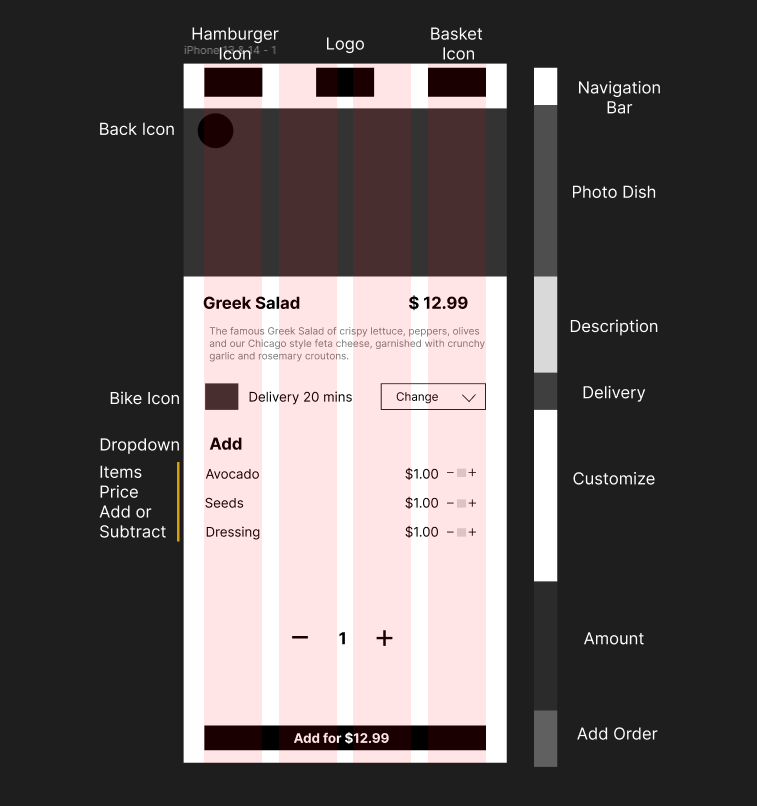 Hamburger
Icon
Logo
Basket
Icon
iPhone 13 & 14 - 1
Navigation
Bar
Back Icon
Photo Dish
Greek Salad
$ 12.99
The famous Greek Salad of crispy lettuce, peppers, olives
and our Chicago style feta cheese, garnished with crunchy
garlic and rosemary croutons.
Description
Bike Icon
Delivery 20 mins
Change
Delivery
Dropdown
Add
Items
Price
Add or
Subtract
Avocado
$1.00 − +
Seeds
$1.00 − +
Dressing
$1.00 − +
Customize
− 1 +
Amount
Add for $12.99
Add Order